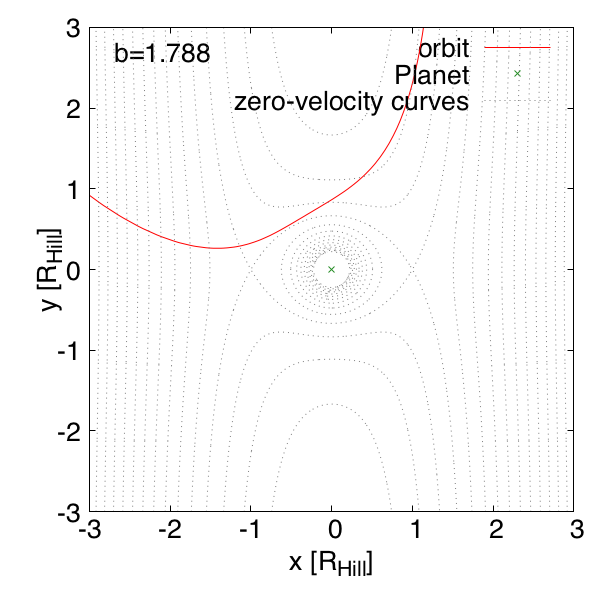 3
b=1.788
orbit
Planet
2
zero-velocity curves
1
y [R_Hill]
0
-1
-2
-3
-3 -2 -1 0 1 2 3
x [R_Hill]